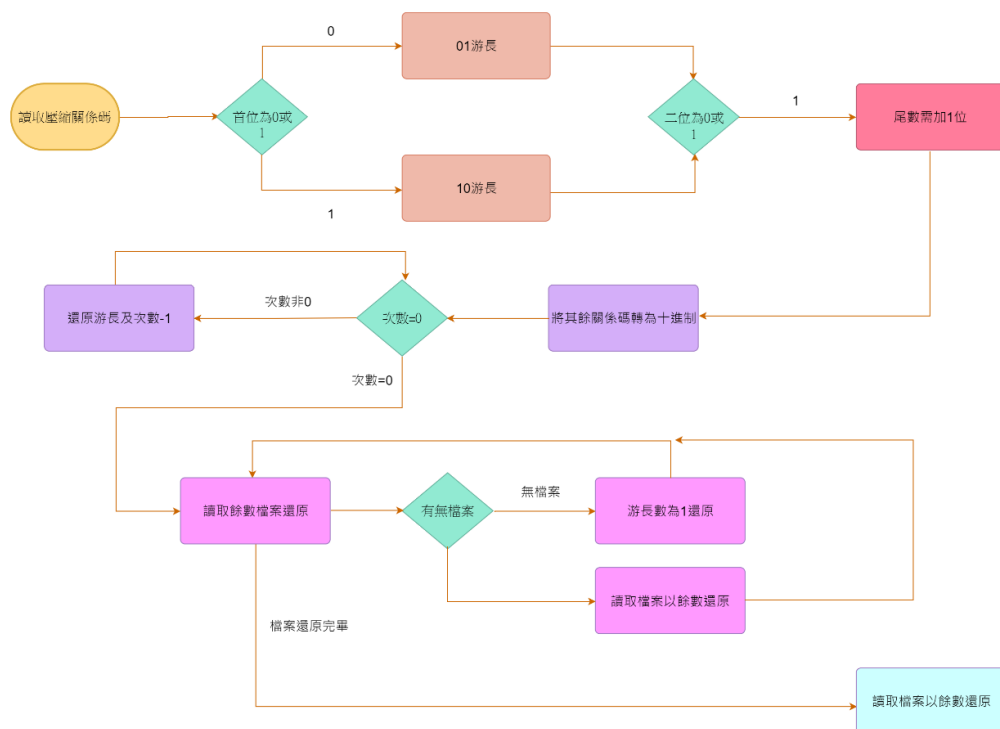 0
01游長
讀取壓縮關係碼
首位為0或
1
二位為0或
1
1
尾數需加1位
10游長
1
還原游長及次數-1
次數非0
次數=0
將其餘關係碼轉為十進制
次數=0
讀取餘數檔案還原
有無檔案
無檔案
游長數為1還原
讀取檔案以餘數還原
檔案還原完畢
讀取檔案以餘數還原